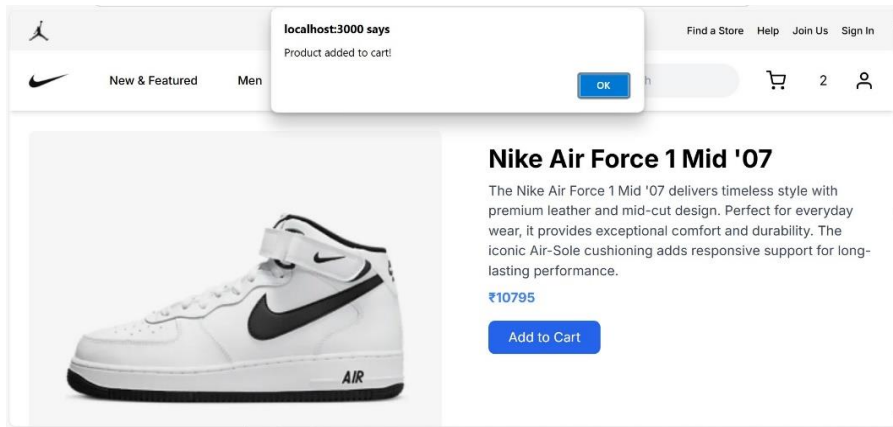 localhost:3000 says
Product added to cart!
OK
Find a Store Help Join Us Sign In
New & Featured Men
h
2
Nike Air Force 1 Mid '07
The Nike Air Force 1 Mid '07 delivers timeless style with
premium leather and mid-cut design. Perfect for everyday
wear, it provides exceptional comfort and durability. The
iconic Air-Sole cushioning adds responsive support for long-
lasting performance.
₹10795
Add to Cart
AIR